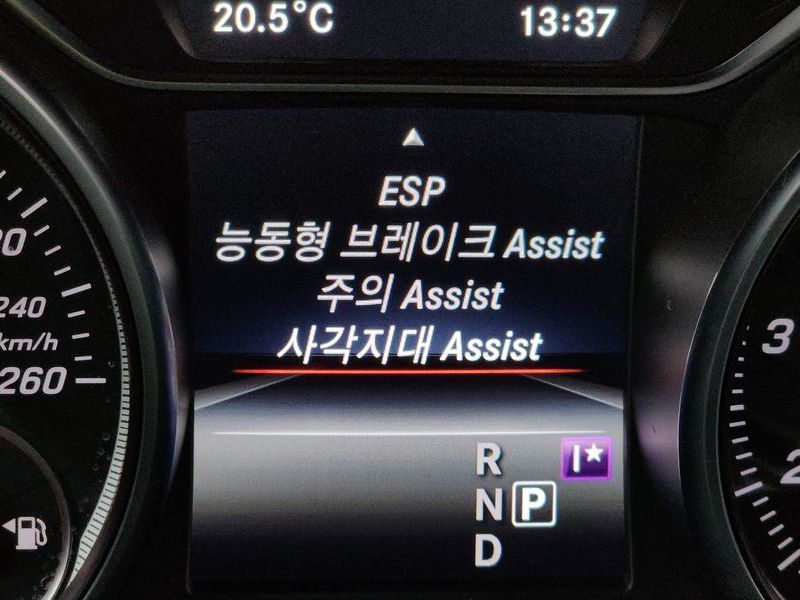 20.5°C
13:37
ESP
능동형 브레이크 Assist
주의 Assist
사각지대 Assist
240
km/h
260
R
I★
N P
D
3
2